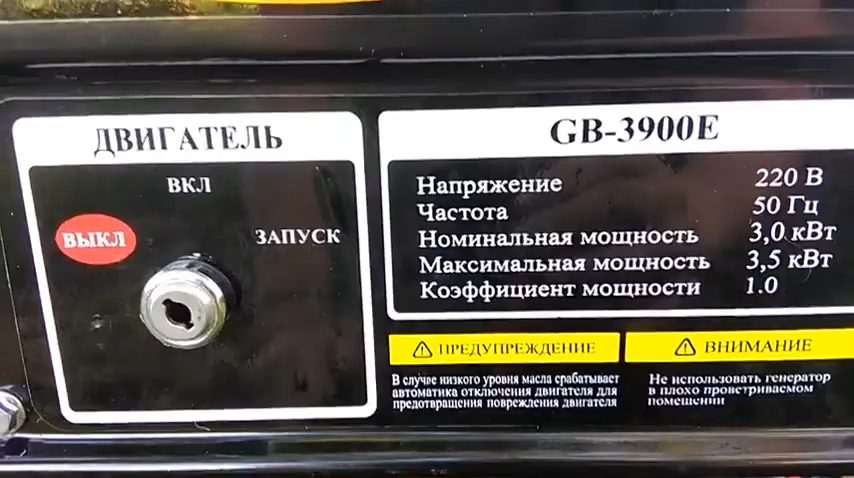 ДВИГАТЕЛЬ
ВКЛ
ВЫКЛ
ЗАПУСК
GB-3900E
Напряжение 220 В
Частота 50 Гц
Номинальная мощность 3,0 кВт
Максимальная мощность 3,5 кВт
Коэффициент мощности 1.0
ПРЕДУПРЕЖДЕНИЕ
В случае низкого уровня масла срабатывает
автоматика отключения двигателя для
предотвращения повреждения двигателя
ВНИМАНИЕ
Не использовать генератор
в плохо проветриваемом
помещении